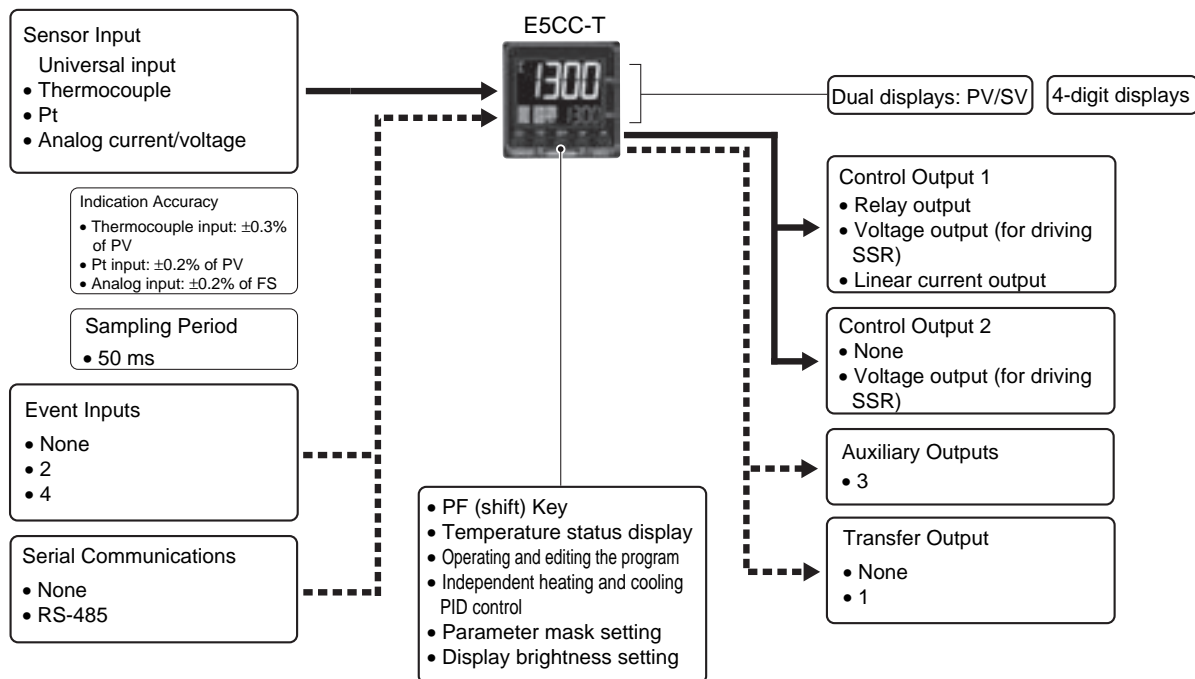 E5CC-T
Sensor Input
Universal input
• Thermocouple
• Pt
• Analog current/voltage
Indication Accuracy
• Thermocouple input: ±0.3%
of PV
• Pt input: ±0.2% of PV
• Analog input: ±0.2% of FS
Sampling Period
• 50 ms
Event Inputs
• None
• 2
• 4
Serial Communications
• None
• RS-485
1300
1300
• PF (shift) Key
• Temperature status display
• Operating and editing the program
• Independent heating and cooling
PID control
• Parameter mask setting
• Display brightness setting
Dual displays: PV/SV
4-digit displays
Control Output 1
• Relay output
• Voltage output (for driving
SSR)
• Linear current output
Control Output 2
• None
• Voltage output (for driving
SSR)
Auxiliary Outputs
• 3
Transfer Output
• None
• 1